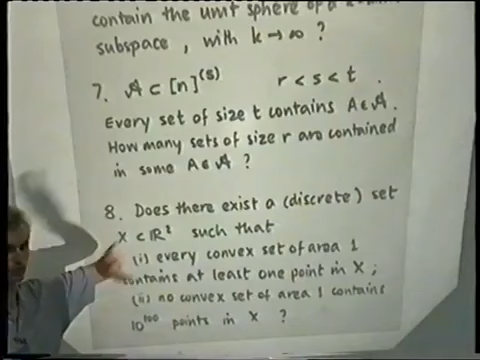 contain the unit sphere of a
subspace, with k → ∞ ?
7. 𝒜 ⊂ [n]^(s) r < s < t .
Every set of size t contains A ∈ 𝒜.
How many sets of size r are contained
in some A ∈ 𝒜 ?
8. Does there exist a (discrete) set
X ⊂ ℝ² such that
(i) every convex set of area 1
contains at least one point in X ;
(ii) no convex set of area 1 contains
10^100 points in X ?